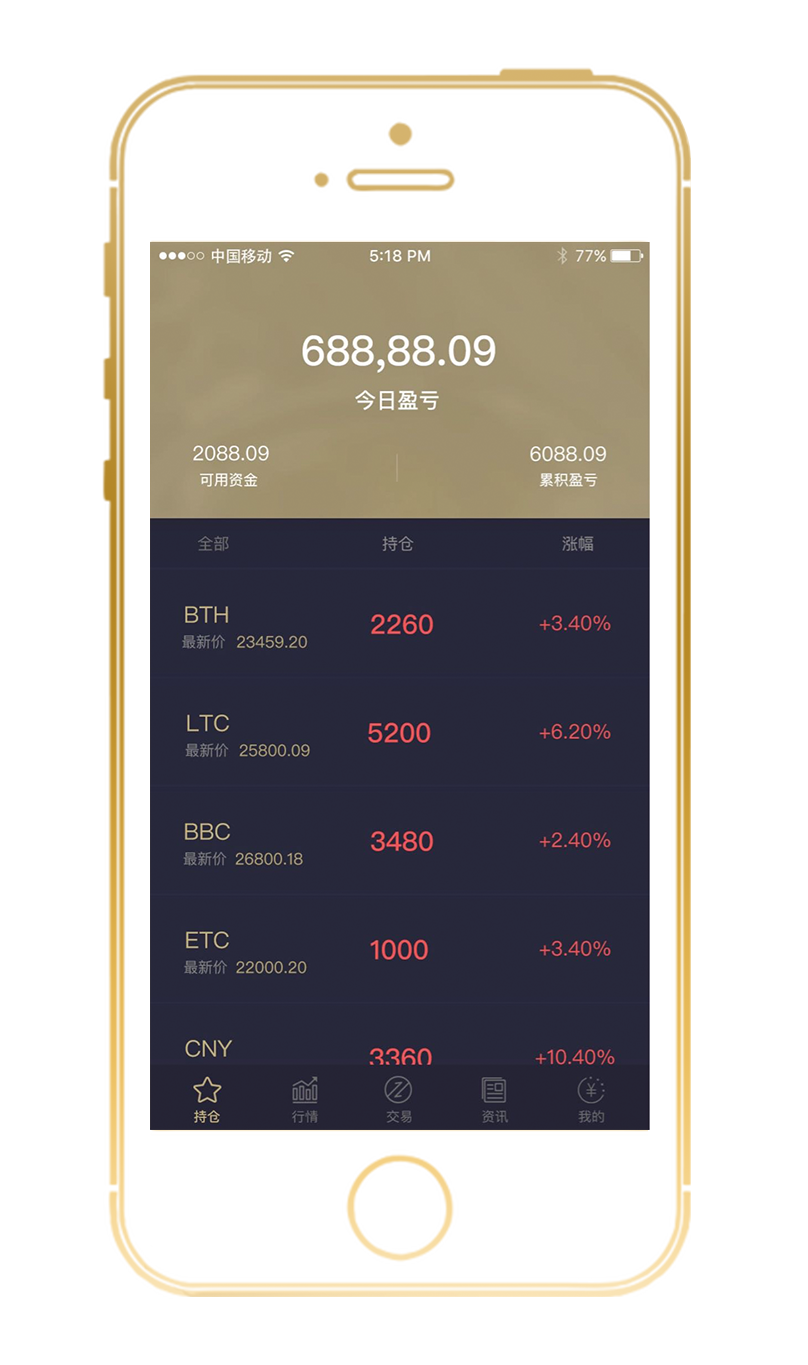 中国移动 5:18 PM 77%
688,88.09
今日盈亏
2088.09 6088.09
可用资金 累积盈亏
全部 持仓 涨幅
BTH 2260 +3.40%
最新价 23459.20
LTC 5200 +6.20%
最新价 25800.09
BBC 3480 +2.40%
最新价 26800.18
ETC 1000 +3.40%
最新价 22000.20
CNY 3360 +10.40%
持仓 行情 交易 资讯 我的